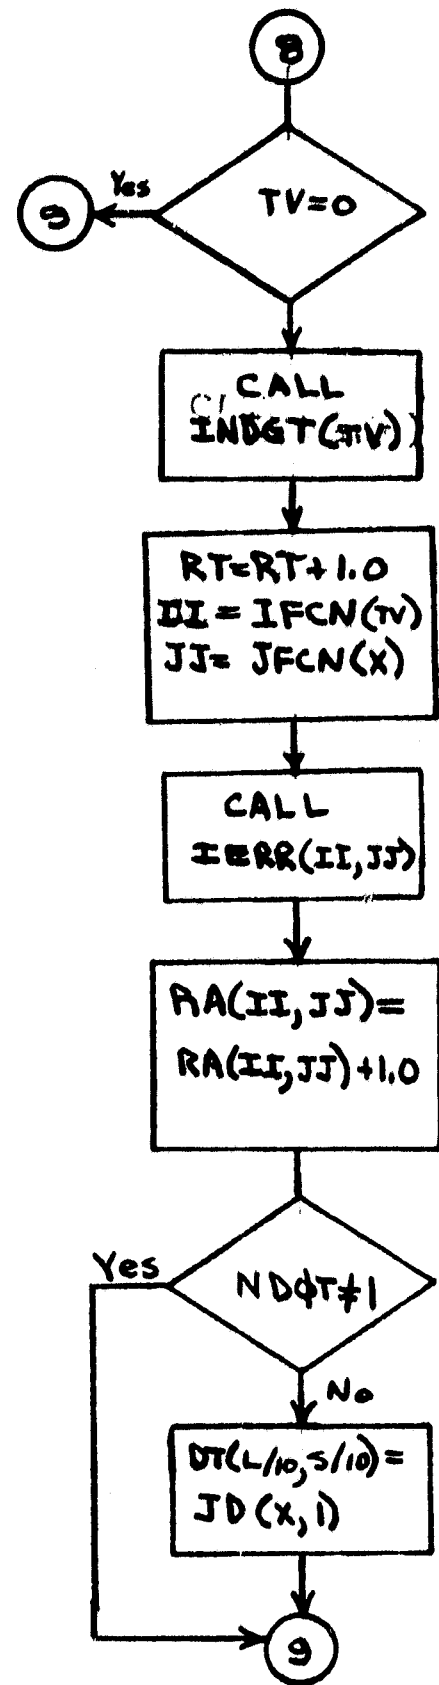 8
TV=0
Yes
9
CALL
INDGT(TV)
RT=RT+1.0
II = IFCN(TV)
JJ= JFCN(X)
CALL
IERR(II,JJ)
RA(II,JJ)=
RA(II,JJ)+1.0
Yes
NDϕT≠1
No
DT(L/10,S/10)=
JD(X,1)
9